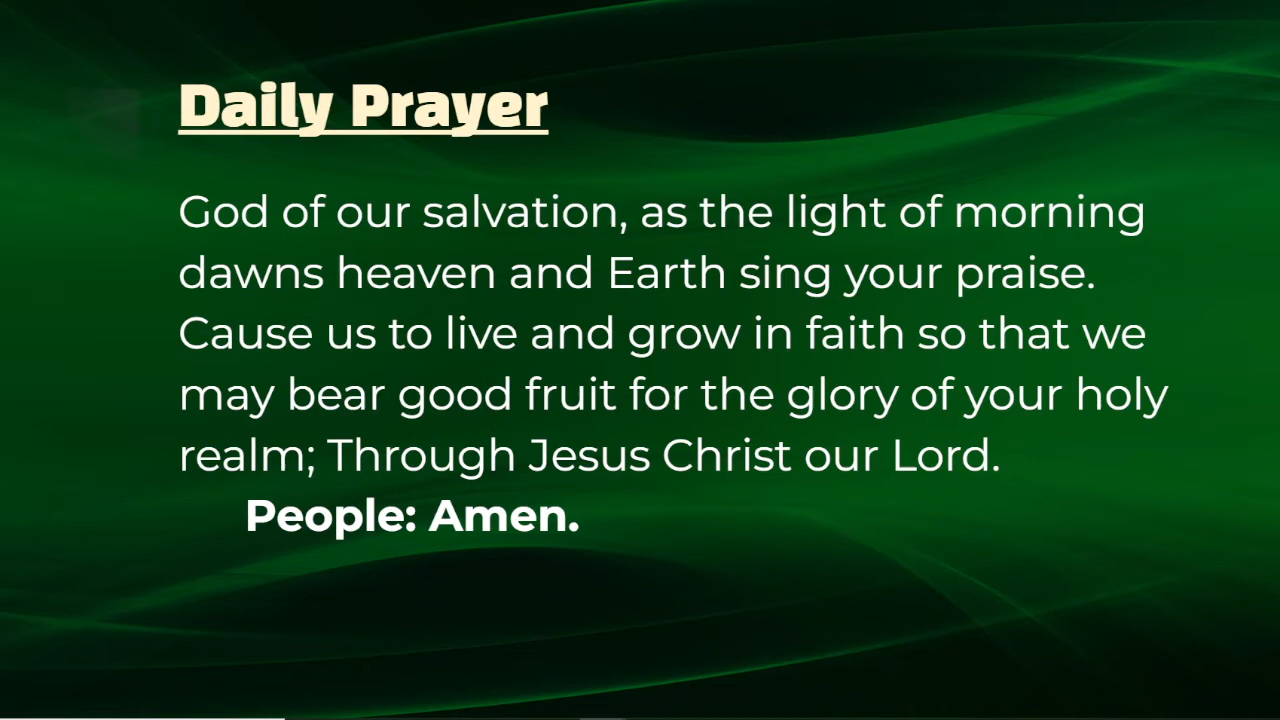 Daily Prayer
God of our salvation, as the light of morning
dawns heaven and Earth sing your praise.
Cause us to live and grow in faith so that we
may bear good fruit for the glory of your holy
realm; Through Jesus Christ our Lord.
People: Amen.